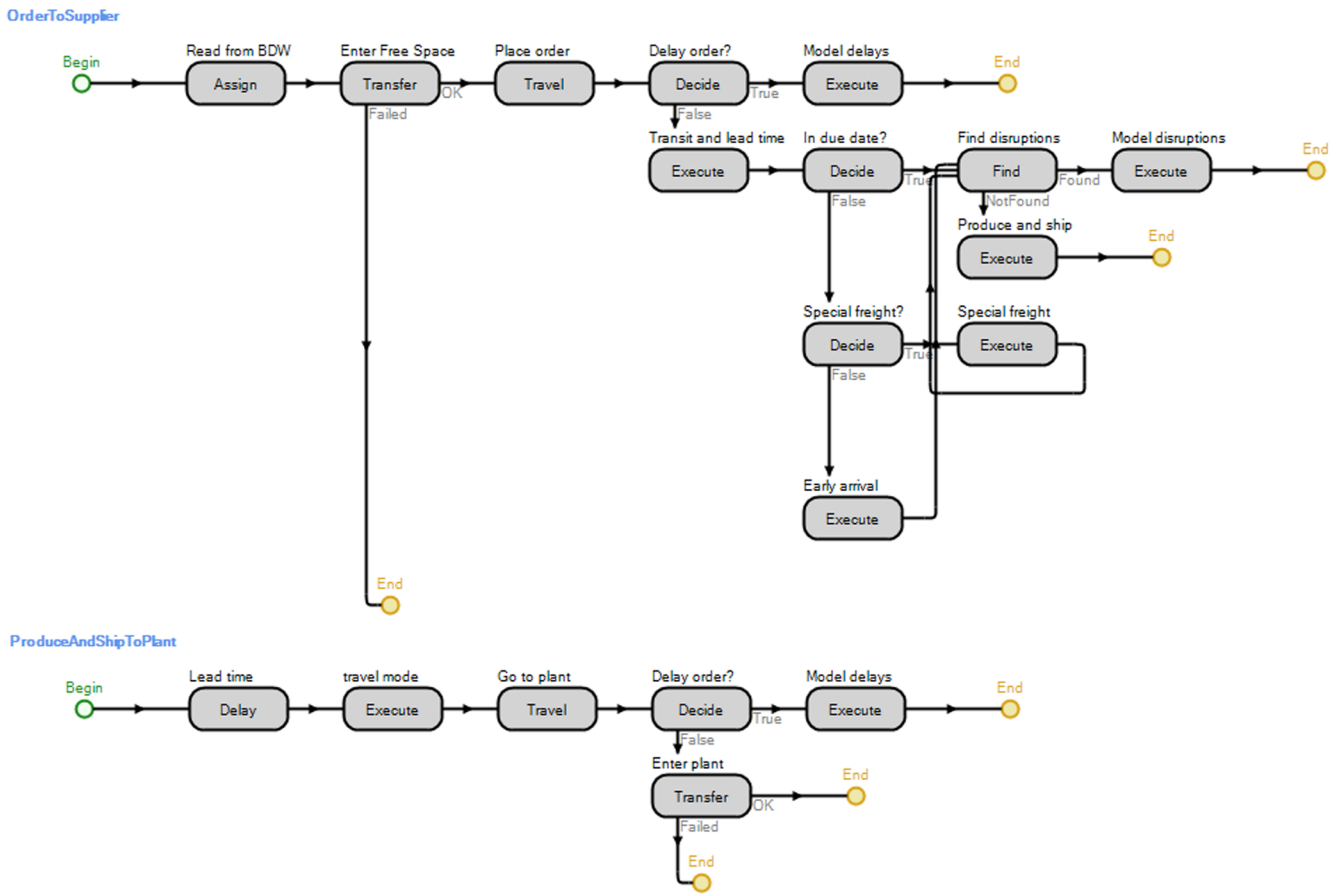 OrderToSupplier
Begin
Read from BDW
Assign
Enter Free Space
Transfer
OK
Failed
Place order
Travel
Delay order?
Decide
True
False
Model delays
Execute
End
Transit and lead time
Execute
In due date?
Decide
True
False
Find disruptions
Find
Found
NotFound
Model disruptions
Execute
End
Produce and ship
Execute
End
Special freight?
Decide
True
False
Special freight
Execute
Early arrival
Execute
End
ProduceAndShipToPlant
Begin
Lead time
Delay
travel mode
Execute
Go to plant
Travel
Delay order?
Decide
True
False
Model delays
Execute
End
Enter plant
Transfer
OK
Failed
End
End